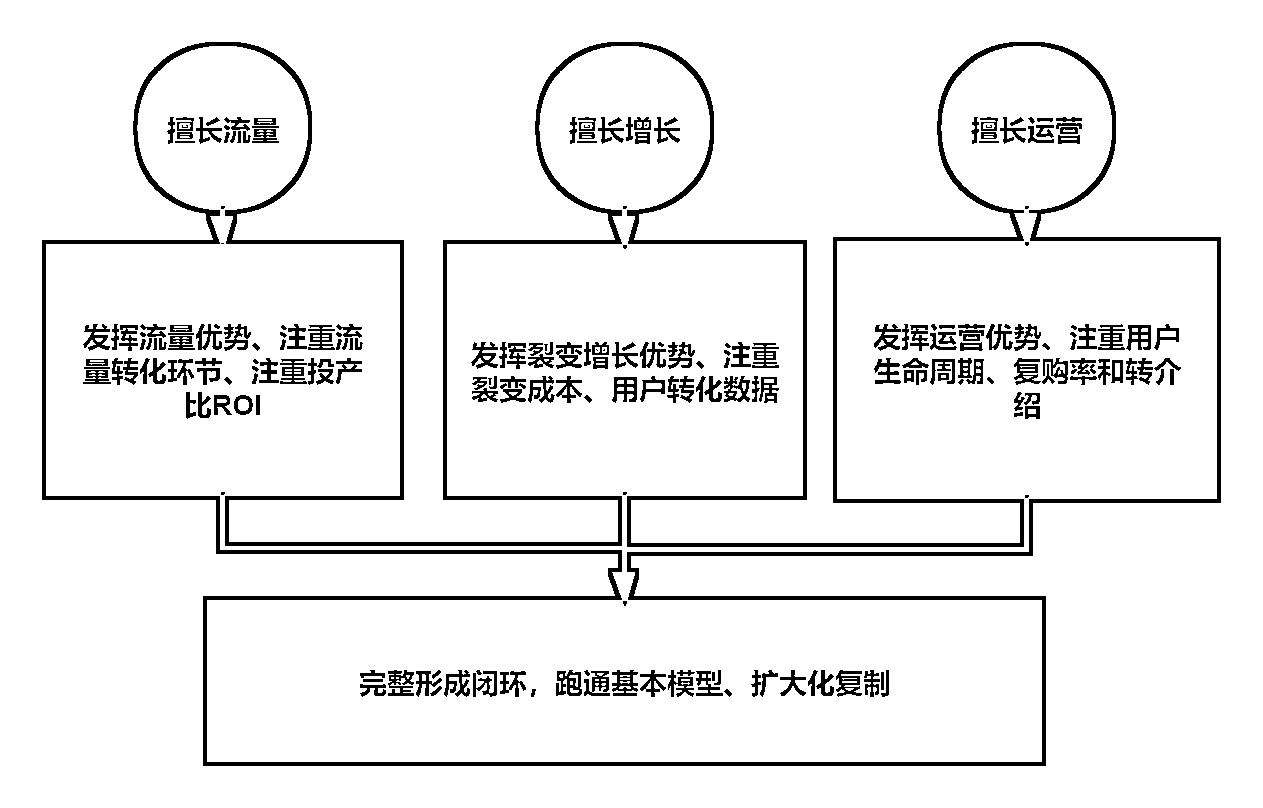 擅长流量
擅长增长
擅长运营
发挥流量优势、注重流
量转化环节、注重投产
比ROI
发挥裂变增长优势、注重
裂变成本、用户转化数据
发挥运营优势、注重用户
生命周期、复购率和转介
绍
完整形成闭环，跑通基本模型、扩大化复制